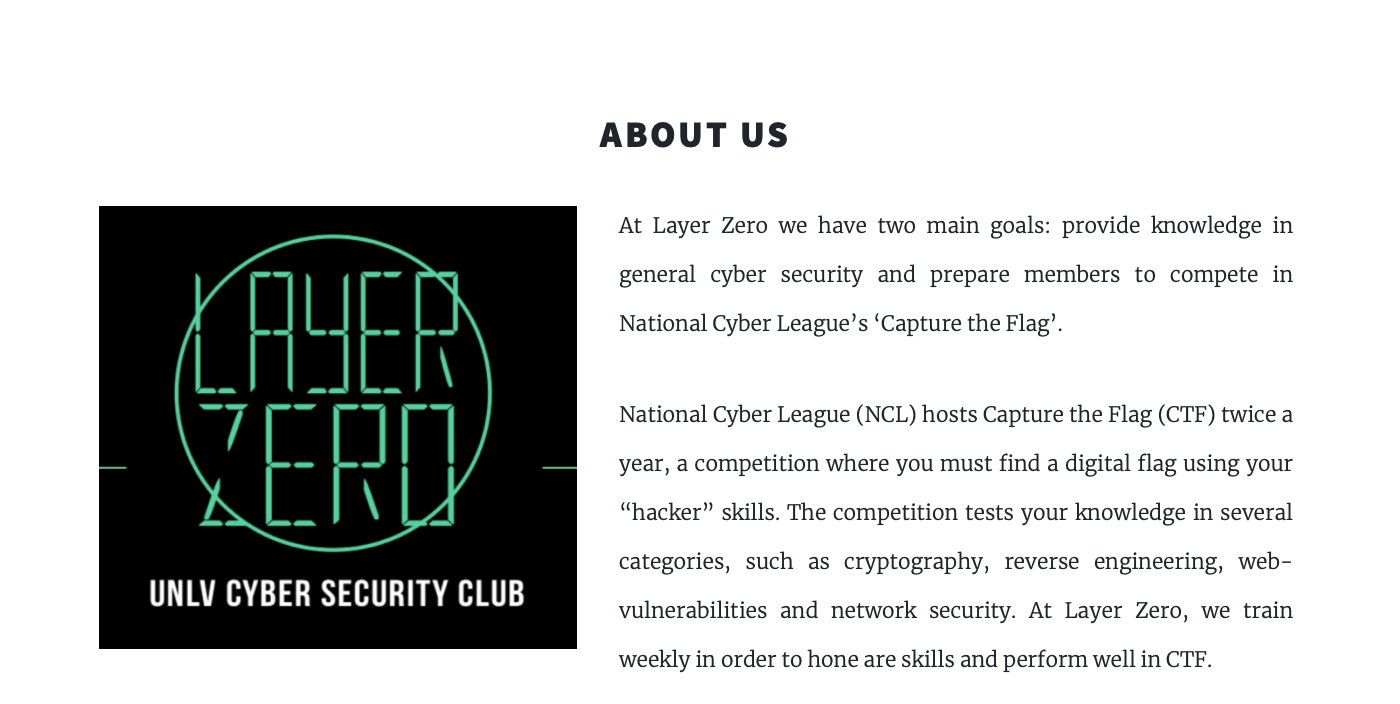 ABOUT US
LAYER
ZERO
UNLV CYBER SECURITY CLUB
At Layer Zero we have two main goals: provide knowledge in
general cyber security and prepare members to compete in
National Cyber League’s ‘Capture the Flag’.
National Cyber League (NCL) hosts Capture the Flag (CTF) twice a
year, a competition where you must find a digital flag using your
“hacker” skills. The competition tests your knowledge in several
categories, such as cryptography, reverse engineering, web-
vulnerabilities and network security. At Layer Zero, we train
weekly in order to hone are skills and perform well in CTF.